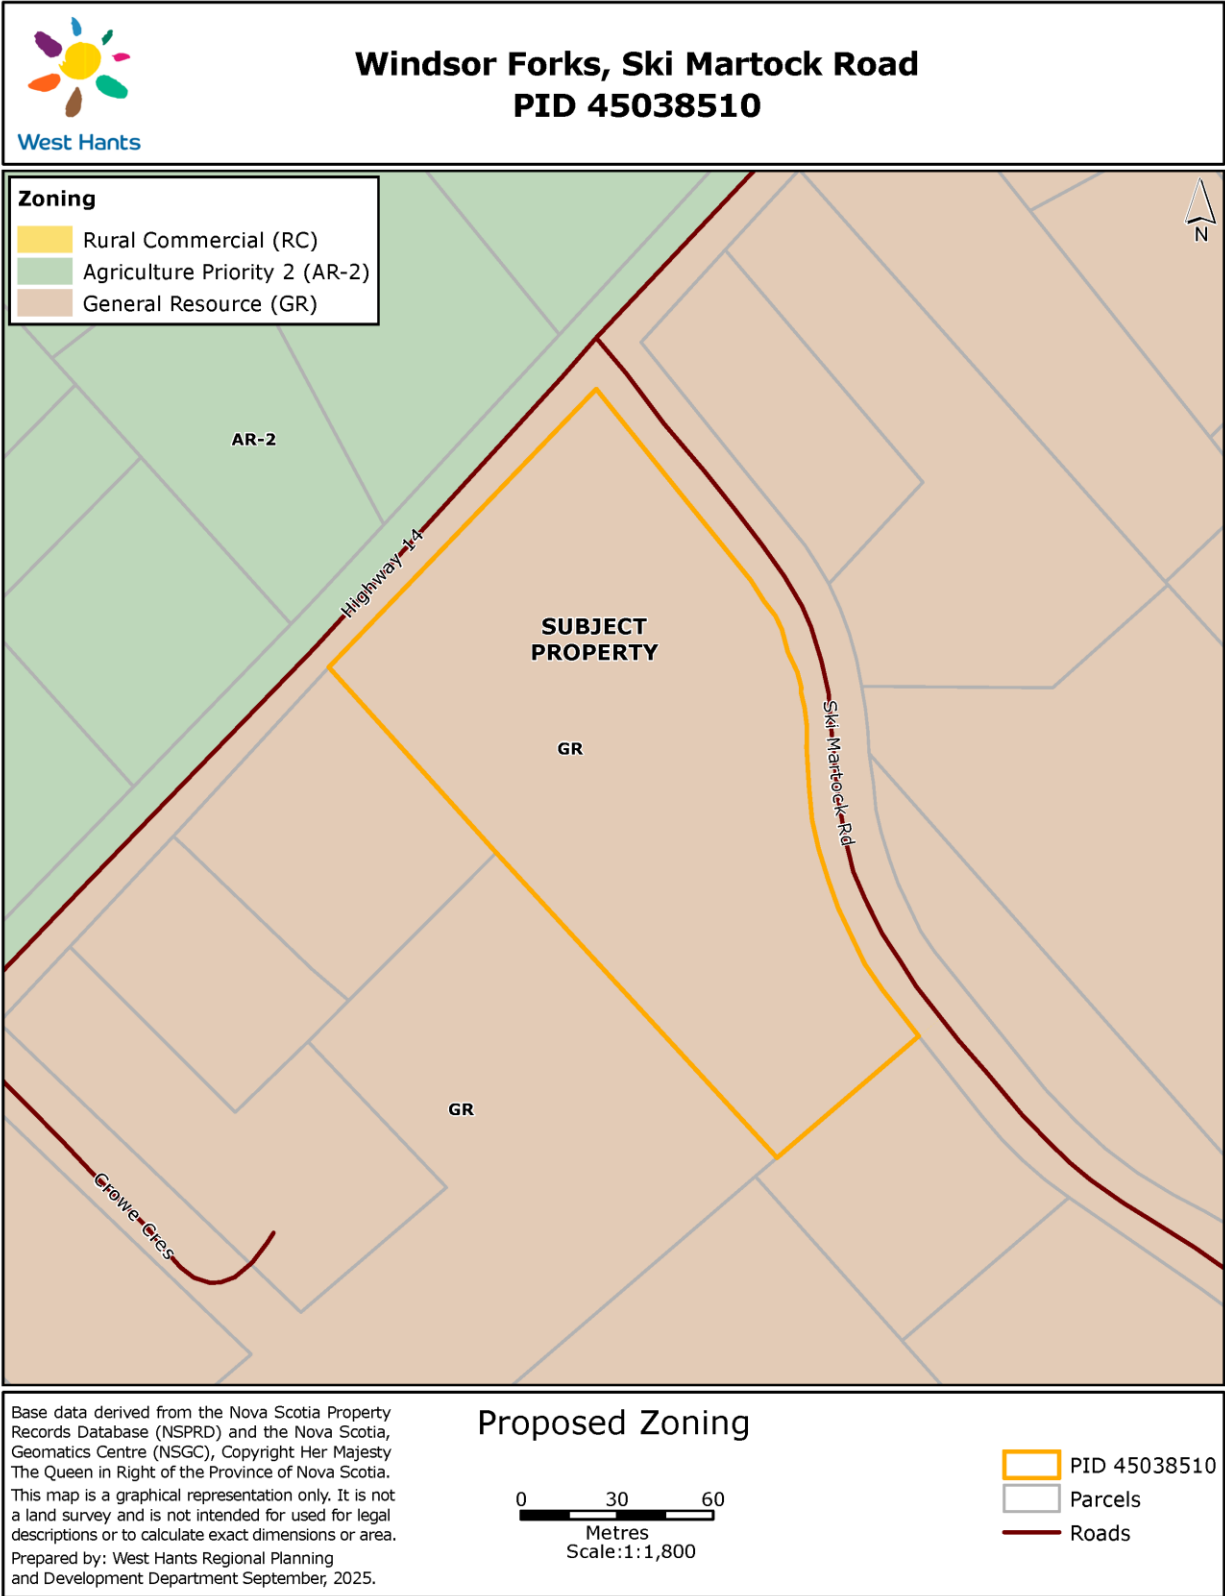 West Hants
Windsor Forks, Ski Martock Road
PID 45038510
Zoning
Rural Commercial (RC)
Agriculture Priority 2 (AR-2)
General Resource (GR)
N
AR-2
Highway 14
SUBJECT
PROPERTY
GR
Ski Martock Rd
GR
Crowe Cres
Base data derived from the Nova Scotia Property
Records Database (NSPRD) and the Nova Scotia,
Geomatics Centre (NSGC), Copyright Her Majesty
The Queen in Right of the Province of Nova Scotia.
This map is a graphical representation only. It is not
a land survey and is not intended for used for legal
descriptions or to calculate exact dimensions or area.
Prepared by: West Hants Regional Planning
and Development Department September, 2025.
Proposed Zoning
0 30 60
Metres
Scale:1:1,800
PID 45038510
Parcels
Roads